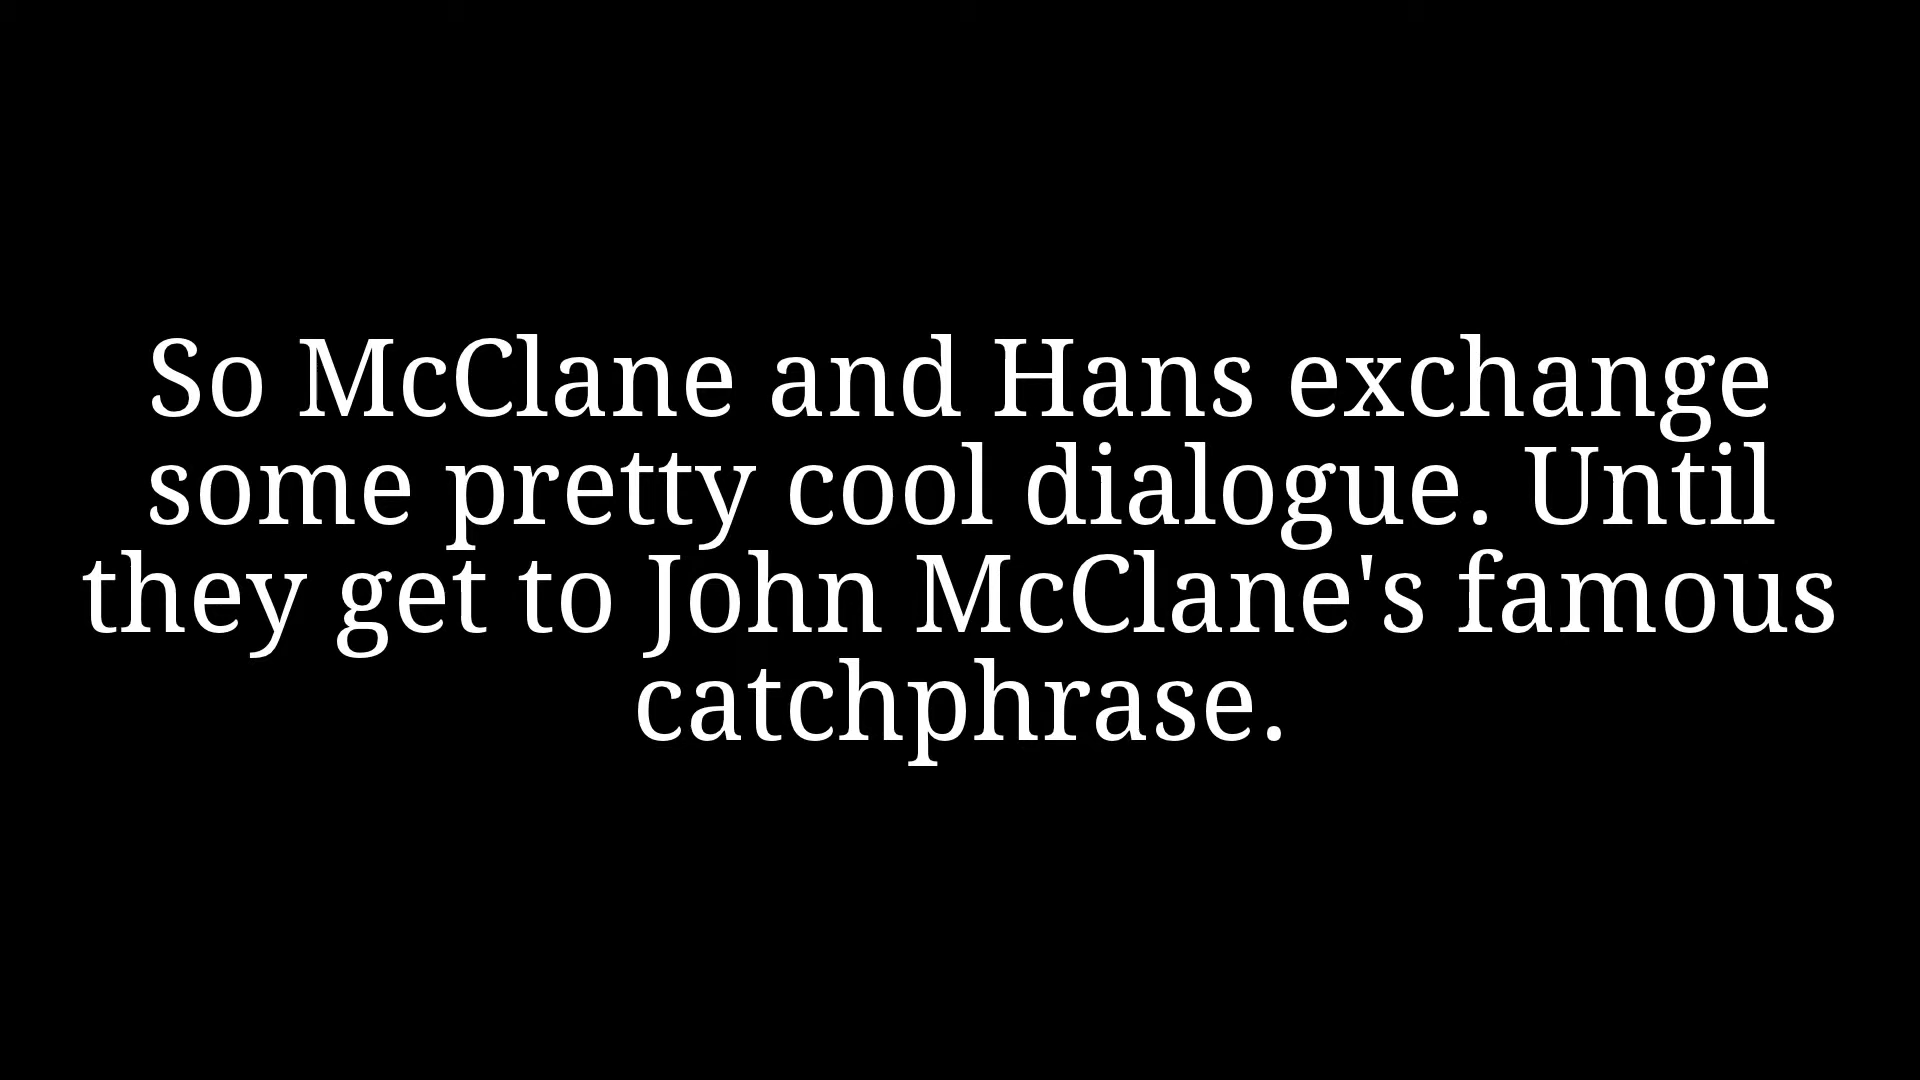 So McClane and Hans exchange
some pretty cool dialogue. Until
they get to John McClane's famous
catchphrase.